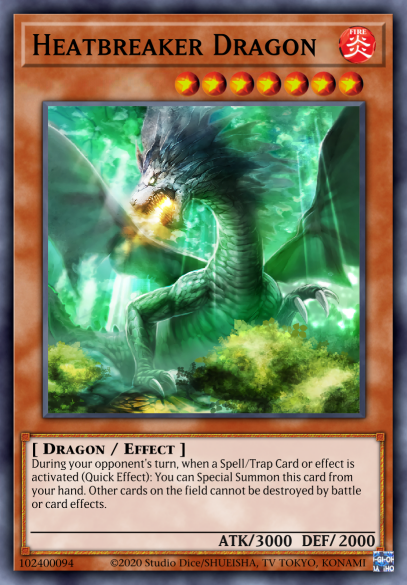 Heatbreaker Dragon
FIRE
炎
[ Dragon / Effect ]
During your opponent's turn, when a Spell/Trap Card or effect is
activated (Quick Effect): You can Special Summon this card from
your hand. Other cards on the field cannot be destroyed by battle
or card effects.
ATK/3000 DEF/2000
102400094
©2020 Studio Dice/SHUEISHA, TV TOKYO, KONAMI